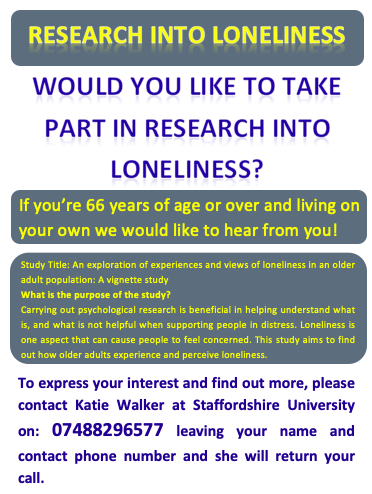 RESEARCH INTO LONELINESS
WOULD YOU LIKE TO TAKE
PART IN RESEARCH INTO
LONELINESS?
If you’re 66 years of age or over and living on
your own we would like to hear from you!
Study Title: An exploration of experiences and views of loneliness in an older
adult population: A vignette study
What is the purpose of the study?
Carrying out psychological research is beneficial in helping understand what
is, and what is not helpful when supporting people in distress. Loneliness is
one aspect that can cause people to feel concerned. This study aims to find
out how older adults experience and perceive loneliness.
To express your interest and find out more, please
contact Katie Walker at Staffordshire University
on: 07488296577 leaving your name and
contact phone number and she will return your
call.